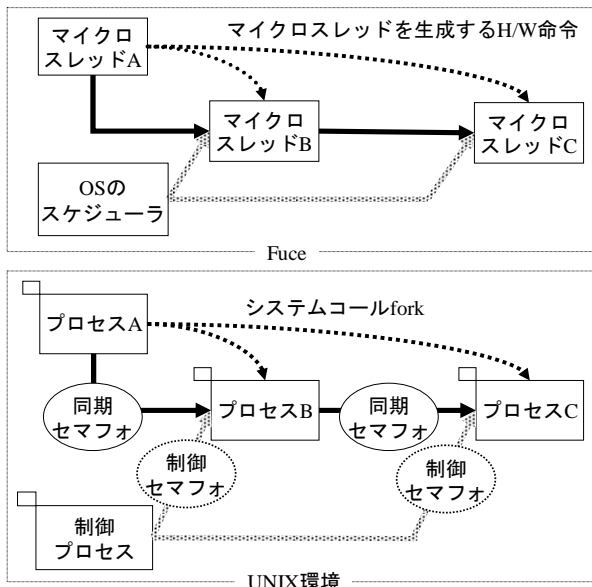 マイクロ
スレッドA
マイクロスレッドを生成するH/W命令
マイクロ
スレッドB
マイクロ
スレッドC
OSの
スケジューラ
Fuce
プロセスA
システムコールfork
同期
セマフォ
プロセスB
同期
セマフォ
プロセスC
制御
セマフォ
制御
セマフォ
制御
プロセス
UNIX環境